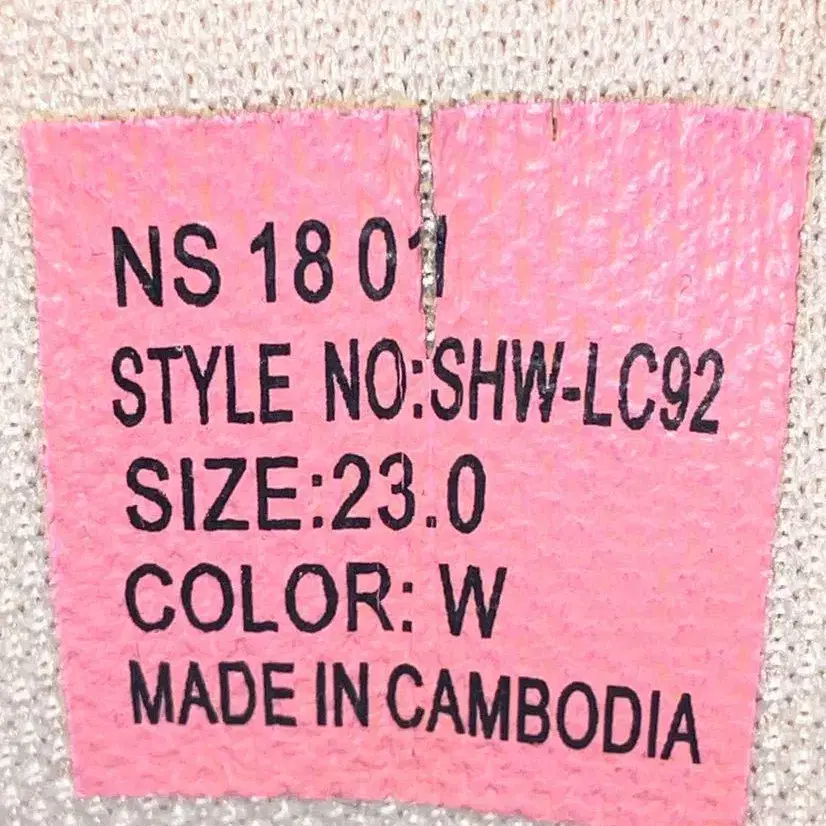 NS 18 01
STYLE NO:SHW-LC92
SIZE:23.0
COLOR: W
MADE IN CAMBODIA